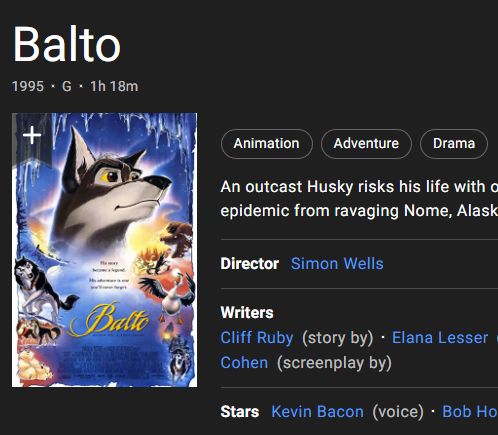 Balto
1995 · G · 1h 18m
+
His story
became a legend.
His adventure is one
you'll never forget.
Balto
Animation
Adventure
Drama
An outcast Husky risks his life with o
epidemic from ravaging Nome, Alask
Director Simon Wells
Writers
Cliff Ruby (story by) · Elana Lesser (
Cohen (screenplay by)
Stars Kevin Bacon (voice) · Bob Ho